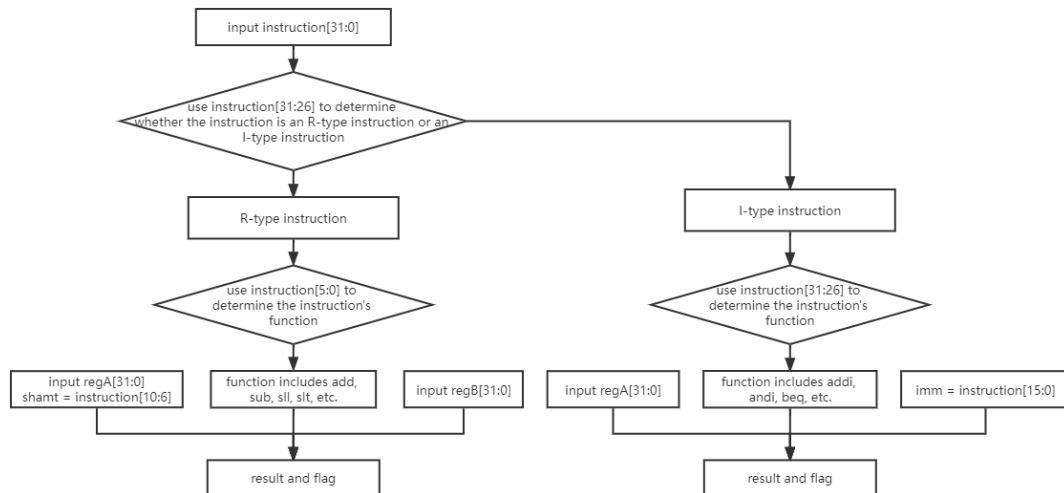 input instruction[31:0]
use instruction[31:26] to determine
whether the instruction is an R-type instruction or an
I-type instruction
R-type instruction
I-type instruction
use instruction[5:0] to
determine the instruction's
function
use instruction[31:26] to
determine the instruction's
function
input regA[31:0]
shamt = instruction[10:6]
function includes add,
sub, sll, slt, etc.
input regB[31:0]
input regA[31:0]
function includes addi,
andi, beq, etc.
imm = instruction[15:0]
result and flag
result and flag